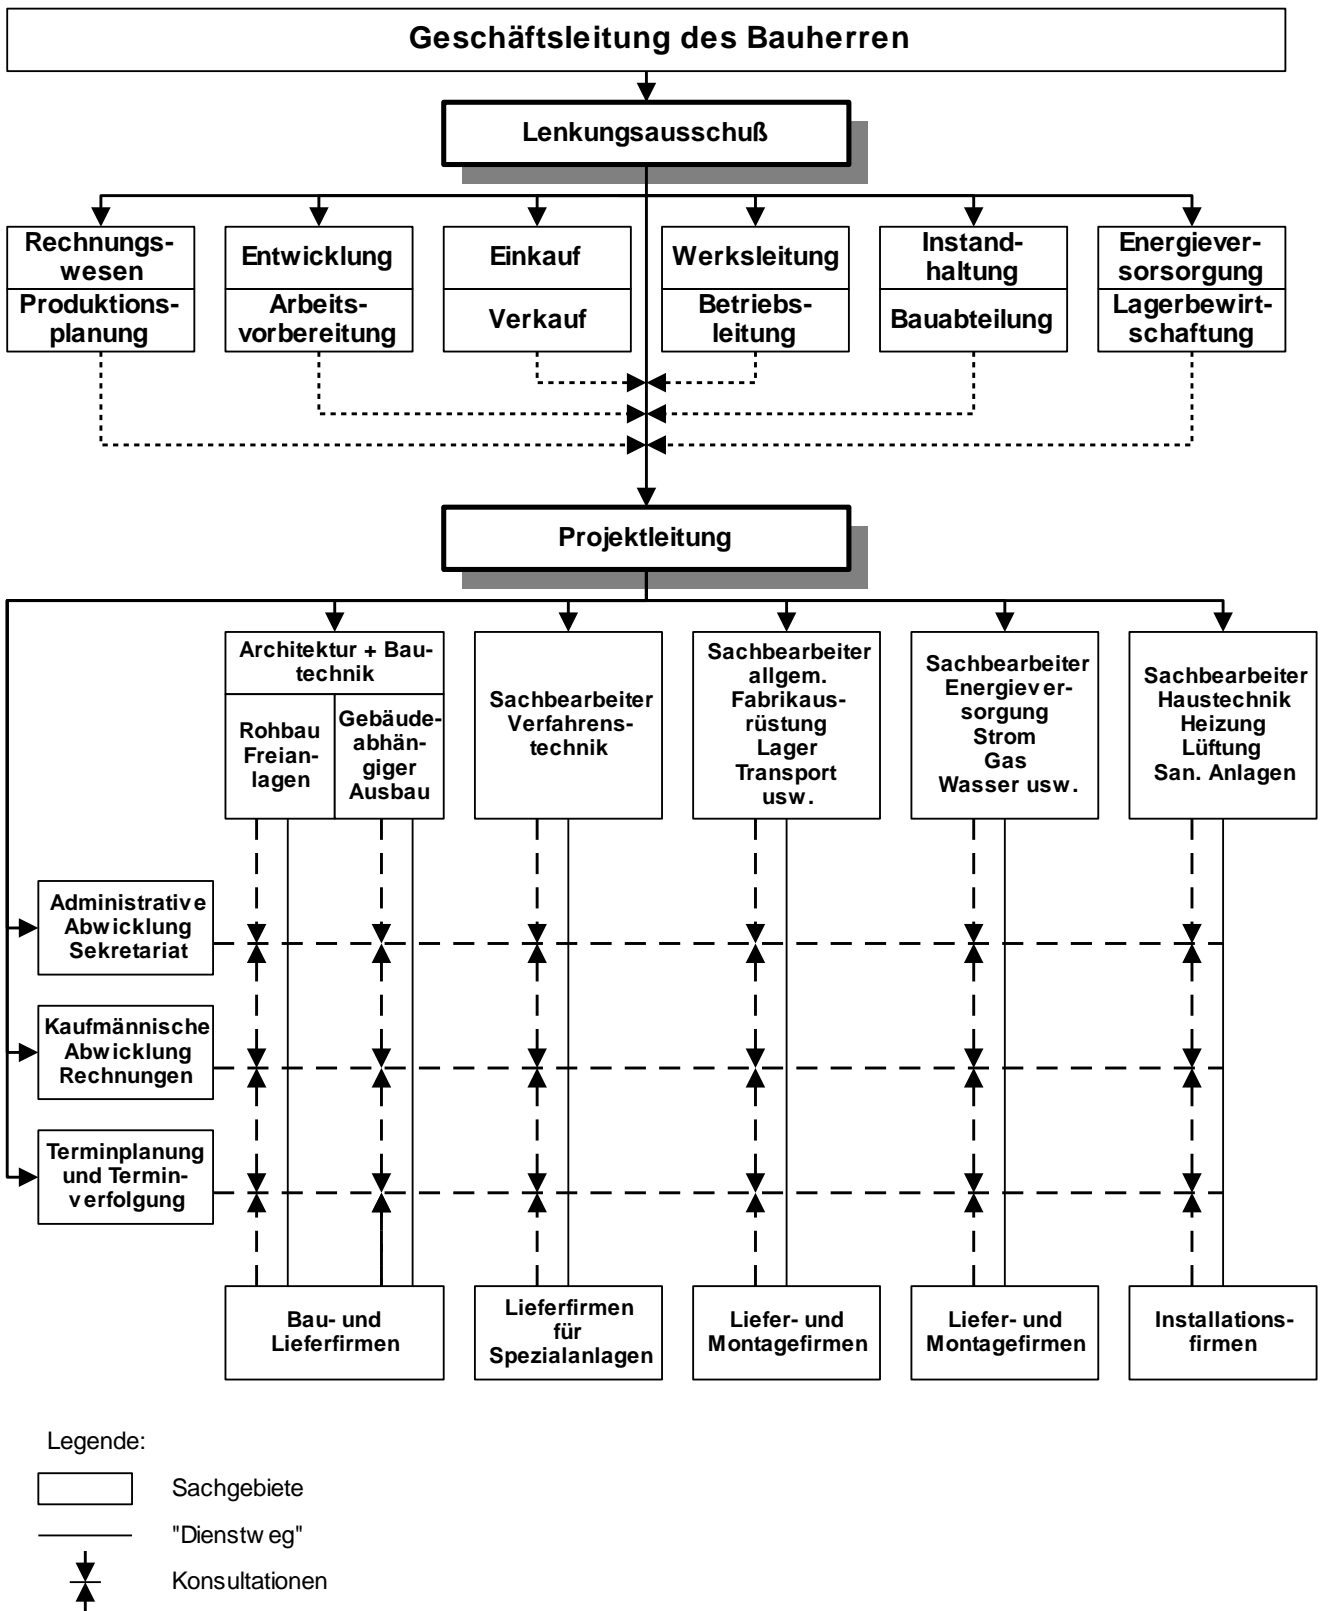 Geschäftsleitung des Bauherren
Lenkungsausschuß
Rechnungs-
wesen
Produktions-
planung
Entwicklung
Arbeits-
vorbereitung
Einkauf
Verkauf
Werksleitung
Betriebs-
leitung
Instand-
haltung
Bauabteilung
Energiever-
sorsorgung
Lagerbewirt-
schaftung
Projektleitung
Architektur + Bau-
technik
Rohbau
Freian-
lagen
Gebäude-
abhän-
giger
Ausbau
Sachbearbeiter
Verfahrens-
technik
Sachbearbeiter
allgem.
Fabrikaus-
rüstung
Lager
Transport
usw.
Sachbearbeiter
Energiever-
sorgung
Strom
Gas
Wasser usw.
Sachbearbeiter
Haustechnik
Heizung
Lüftung
San. Anlagen
Administrative
Abwicklung
Sekretariat
Kaufmännische
Abwicklung
Rechnungen
Terminplanung
und Termin-
verfolgung
Bau- und
Lieferfirmen
Lieferfirmen
für
Spezialanlagen
Liefer- und
Montagefirmen
Liefer- und
Montagefirmen
Installations-
firmen
Legende:
Sachgebiete
"Dienstweg"
Konsultationen